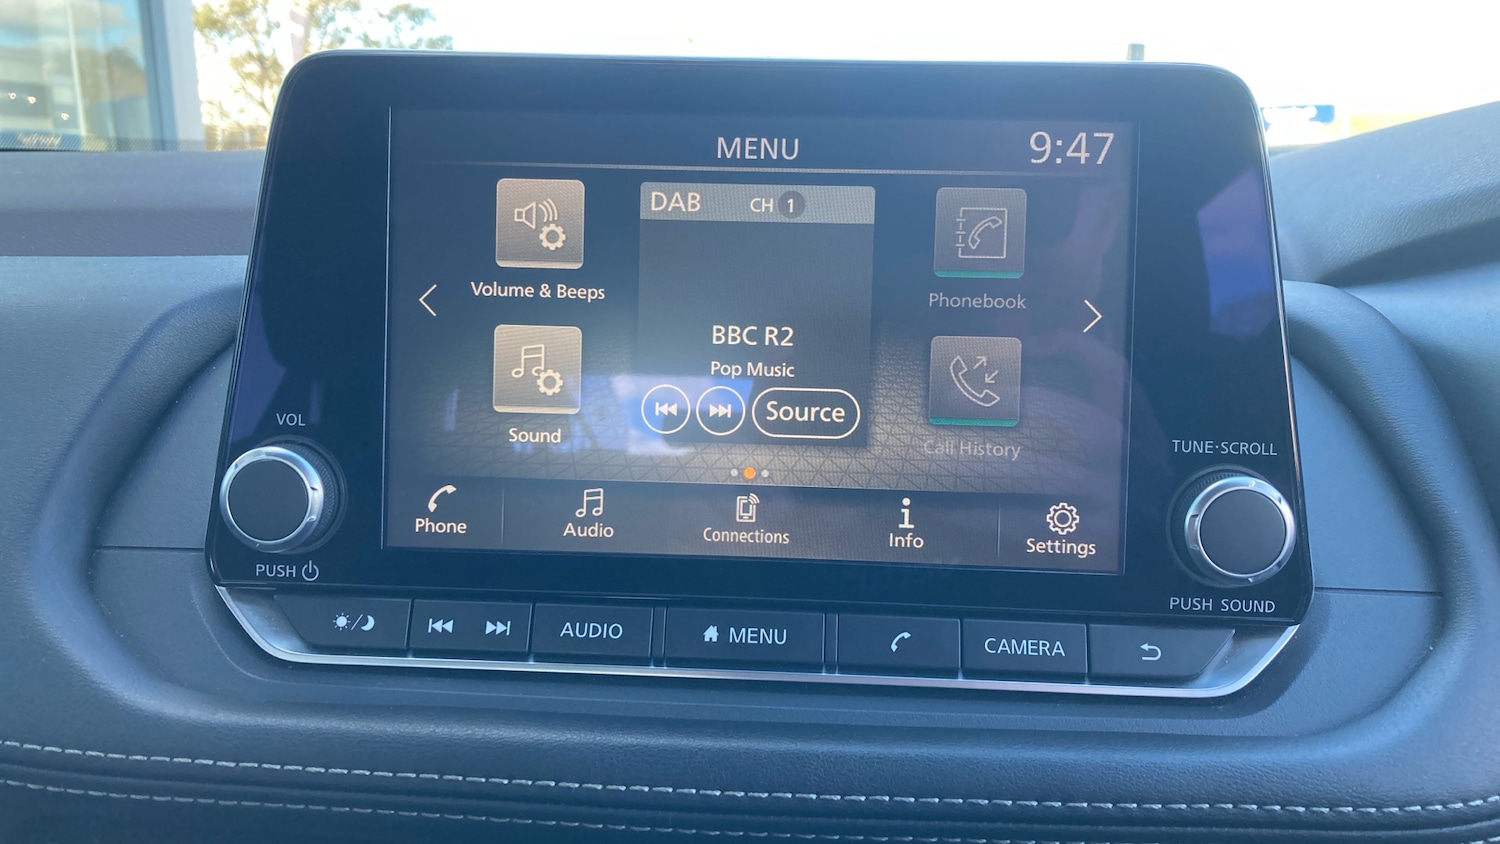 MENU
9:47
DAB CH 1
Volume & Beeps
Phonebook
BBC R2
Pop Music
Source
Sound
Call History
VOL
TUNE·SCROLL
Phone
Audio
Connections
Info
Settings
PUSH
PUSH SOUND
AUDIO
MENU
CAMERA